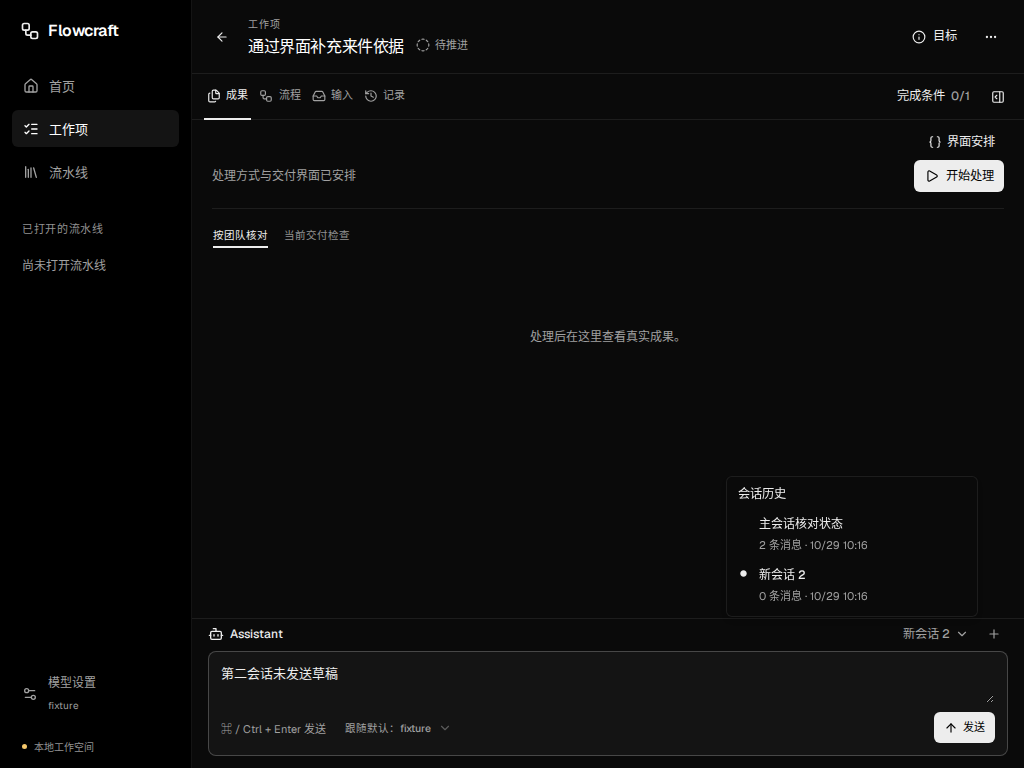 Flowcraft
首页
工作项
流水线
已打开的流水线
尚未打开流水线
模型设置
fixture
本地工作空间
工作项
通过界面补充来件依据
待推进
目标
成果
流程
输入
记录
完成条件 0/1
界面安排
处理方式与交付界面已安排
开始处理
按团队核对
当前交付检查
处理后在这里查看真实成果。
会话历史
主会话核对状态
2 条消息 · 10/29 10:16
新会话 2
0 条消息 · 10/29 10:16
Assistant
新会话 2
第二会话未发送草稿
⌘ / Ctrl + Enter 发送
跟随默认：fixture
发送